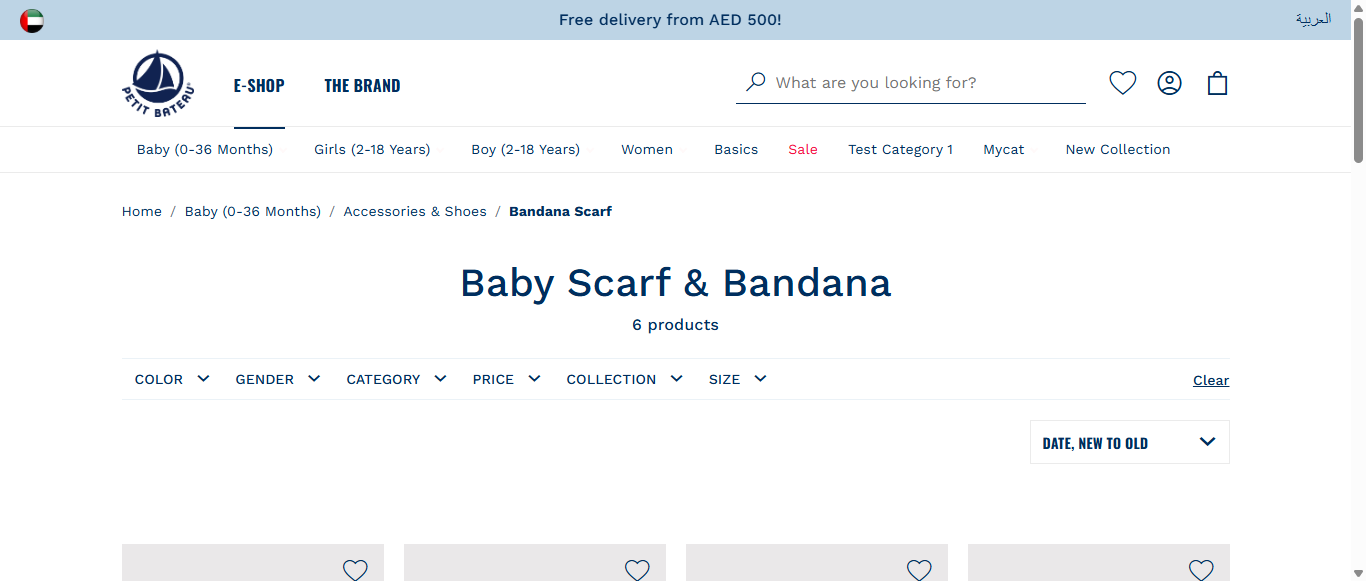 Free delivery from AED 500!
العربية
PETIT BATEAU
E-SHOP
THE BRAND
What are you looking for?
Baby (0-36 Months)
Girls (2-18 Years)
Boy (2-18 Years)
Women
Basics
Sale
Test Category 1
Mycat
New Collection
Home / Baby (0-36 Months) / Accessories & Shoes / Bandana Scarf
Baby Scarf & Bandana
6 products
COLOR
GENDER
CATEGORY
PRICE
COLLECTION
SIZE
Clear
DATE, NEW TO OLD